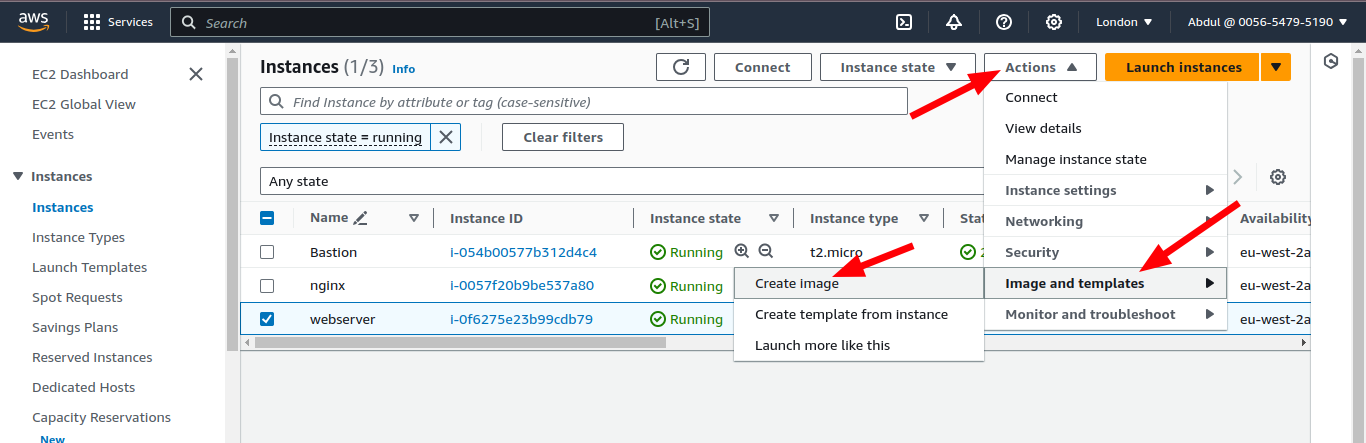 aws Services Search [Alt+S] London Abdul @ 0056-5479-5190
EC2 Dashboard
EC2 Global View
Events
Instances
Instances
Instance Types
Launch Templates
Spot Requests
Savings Plans
Reserved Instances
Dedicated Hosts
Capacity Reservations
New
Instances (1/3) Info Connect Instance state Actions Launch instances
Find Instance by attribute or tag (case-sensitive)
Instance state = running Clear filters
Any state
Name Instance ID Instance state Instance type Stat Availability
Bastion i-054b00577b312d4c4 Running t2.micro 2 eu-west-2a
nginx i-0057f20b9be537a80 Running eu-west-2a
webserver i-0f6275e23b99cdb79 Running eu-west-2a
Connect
View details
Manage instance state
Instance settings
Networking
Security
Image and templates
Monitor and troubleshoot
Create image
Create template from instance
Launch more like this